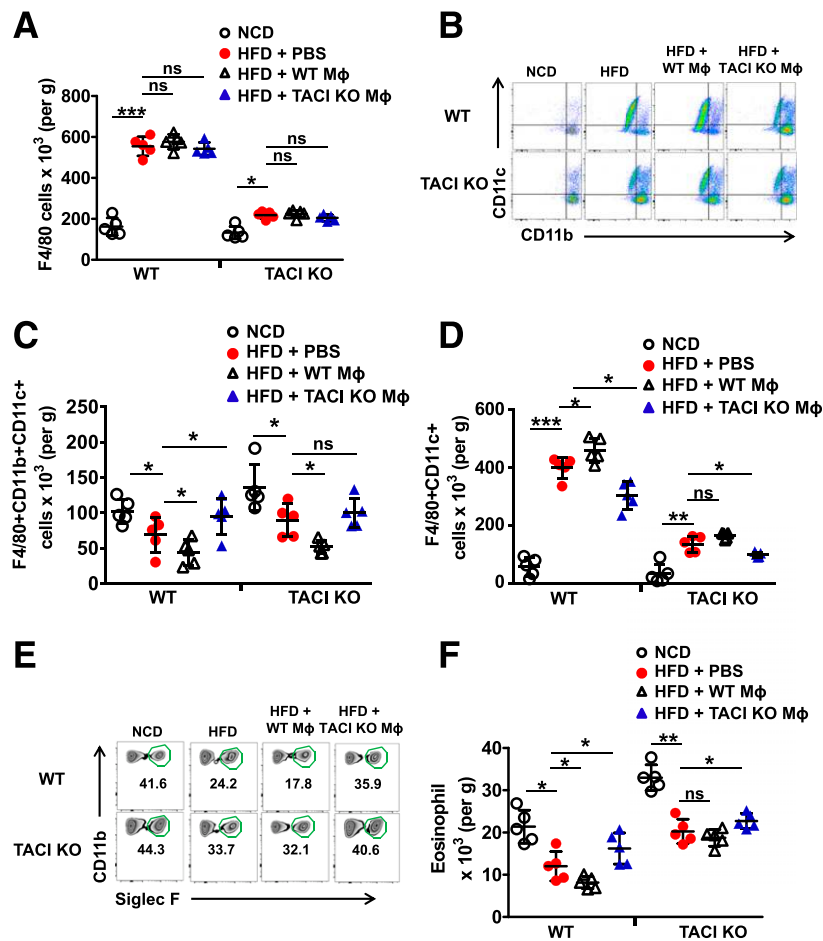 A
NCD
HFD + PBS
HFD + WT Mϕ
HFD + TACI KO Mϕ
ns
ns
***
ns
ns
*
F4/80 cells x 10³ (per g)
800
600
400
200
0
WT
TACI KO
B
NCD
HFD
HFD +
WT Mϕ
HFD +
TACI KO Mϕ
WT
TACI KO
CD11c
CD11b
C
NCD
HFD + PBS
HFD + WT Mϕ
HFD + TACI KO Mϕ
*
*
*
*
ns
*
F4/80+CD11b+CD11c+
cells x 10³ (per g)
250
200
150
100
50
0
WT
TACI KO
D
NCD
HFD + PBS
HFD + WT Mϕ
HFD + TACI KO Mϕ
*
*
***
*
ns
**
F4/80+CD11c+
cells x 10³ (per g)
600
400
200
0
WT
TACI KO
E
NCD
HFD
HFD +
WT Mϕ
HFD +
TACI KO Mϕ
WT
41.6
24.2
17.8
35.9
TACI KO
44.3
33.7
32.1
40.6
CD11b
Siglec F
F
NCD
HFD + PBS
HFD + WT Mϕ
HFD + TACI KO Mϕ
*
*
*
**
*
ns
Eosinophil
x 10³ (per g)
40
30
20
10
0
WT
TACI KO